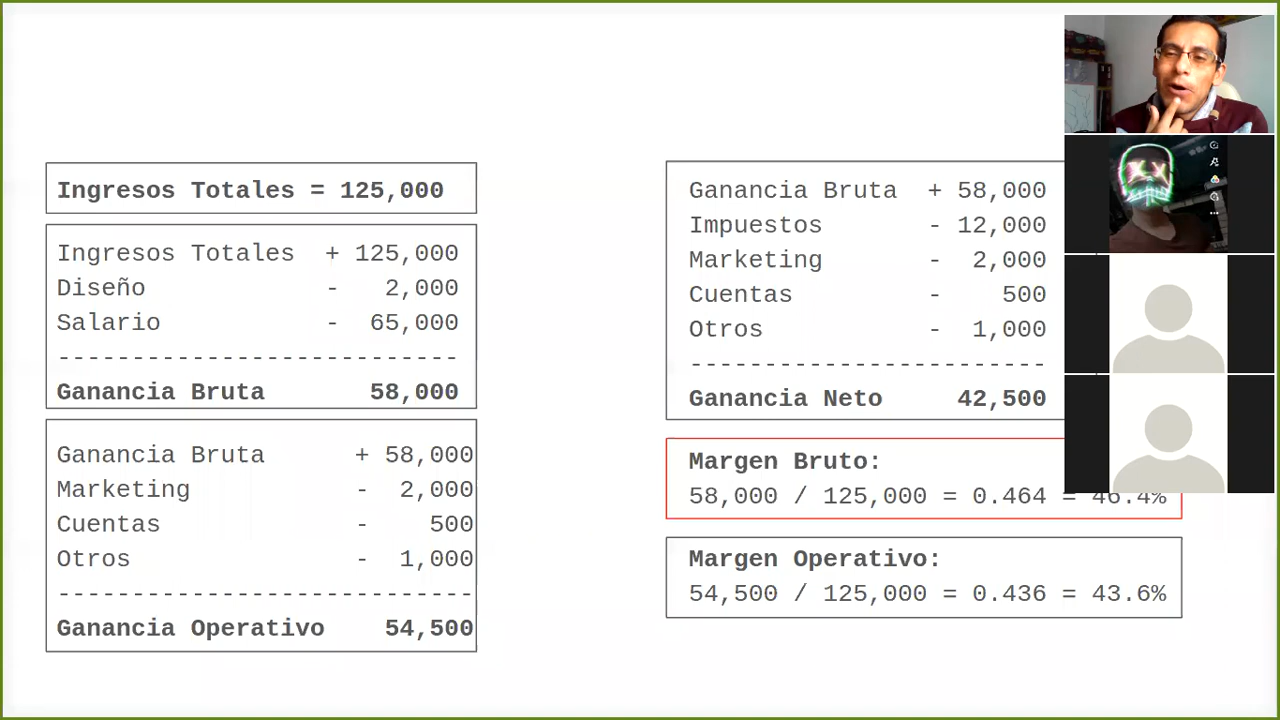 Ingresos Totales = 125,000
Ingresos Totales + 125,000
Diseño - 2,000
Salario - 65,000
---------------------------
Ganancia Bruta 58,000
Ganancia Bruta + 58,000
Marketing - 2,000
Cuentas - 500
Otros - 1,000
----------------------------
Ganancia Operativo 54,500
Ganancia Bruta + 58,000
Impuestos - 12,000
Marketing - 2,000
Cuentas - 500
Otros - 1,000
------------------------
Ganancia Neto 42,500
Margen Bruto:
58,000 / 125,000 = 0.464 = 46.4%
Margen Operativo:
54,500 / 125,000 = 0.436 = 43.6%